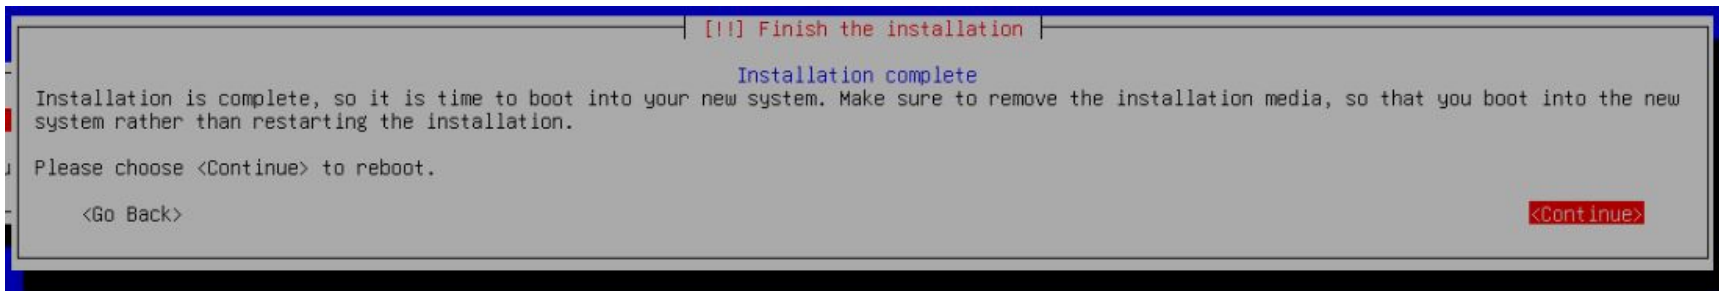 [!!] Finish the installation
Installation complete
Installation is complete, so it is time to boot into your new system. Make sure to remove the installation media, so that you boot into the new
system rather than restarting the installation.
Please choose <Continue> to reboot.
<Go Back> <Continue>